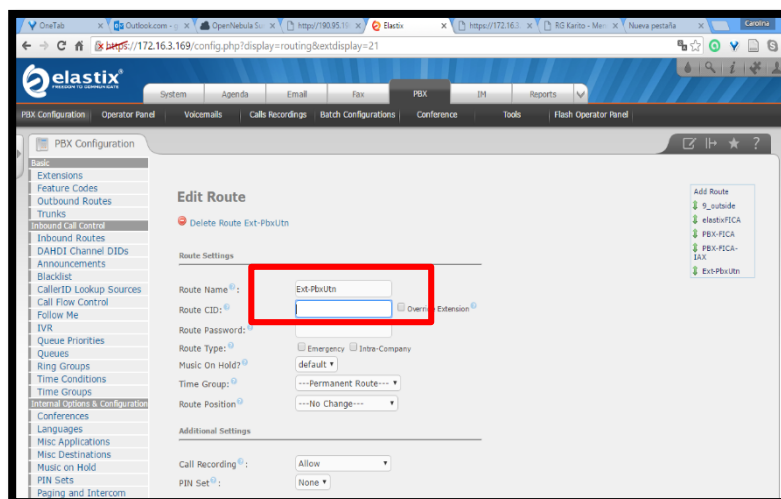 OneTab
Outlook.com -
OpenNebula Sun
http://190.95.1
Elastix
https://172.16.3.
RG Karito - Men
Nueva pestaña
Carolina
https://172.16.3.169/config.php?display=routing&extdisplay=21
elastix
FREEDOM TO COMMUNICATE
System Agenda Email Fax PBX IM Reports
PBX Configuration Operator Panel Voicemails Calls Recordings Batch Configurations Conference Tools Flash Operator Panel
PBX Configuration
Basic
Extensions
Feature Codes
Outbound Routes
Trunks
Inbound Call Control
Inbound Routes
DAHDI Channel DIDs
Announcements
Blacklist
CallerID Lookup Sources
Call Flow Control
Follow Me
IVR
Queue Priorities
Queues
Ring Groups
Time Conditions
Time Groups
Internal Options & Configuration
Conferences
Languages
Misc Applications
Misc Destinations
Music on Hold
PIN Sets
Paging and Intercom
Edit Route
Delete Route Ext-PbxUtn
Route Settings
Route Name : Ext-PbxUtn
Route CID: Override Extension
Route Password:
Route Type: Emergency Intra-Company
Music On Hold? default
Time Group: ---Permanent Route---
Route Position ---No Change---
Additional Settings
Call Recording : Allow
PIN Set : None
Add Route
9_outside
elastixFICA
PBX-FICA
PBX-FICA-
IAX
Ext-PbxUtn